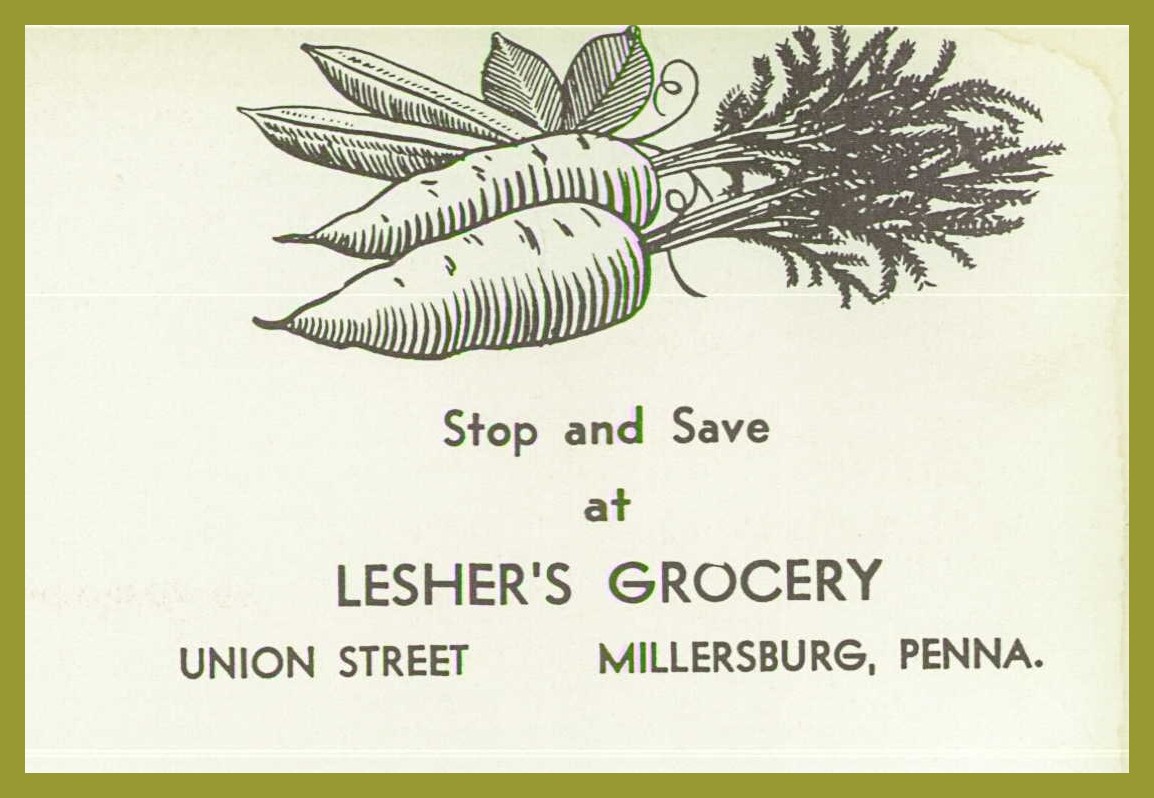 Stop and Save
at
LESHER'S GROCERY
UNION STREET MILLERSBURG, PENNA.